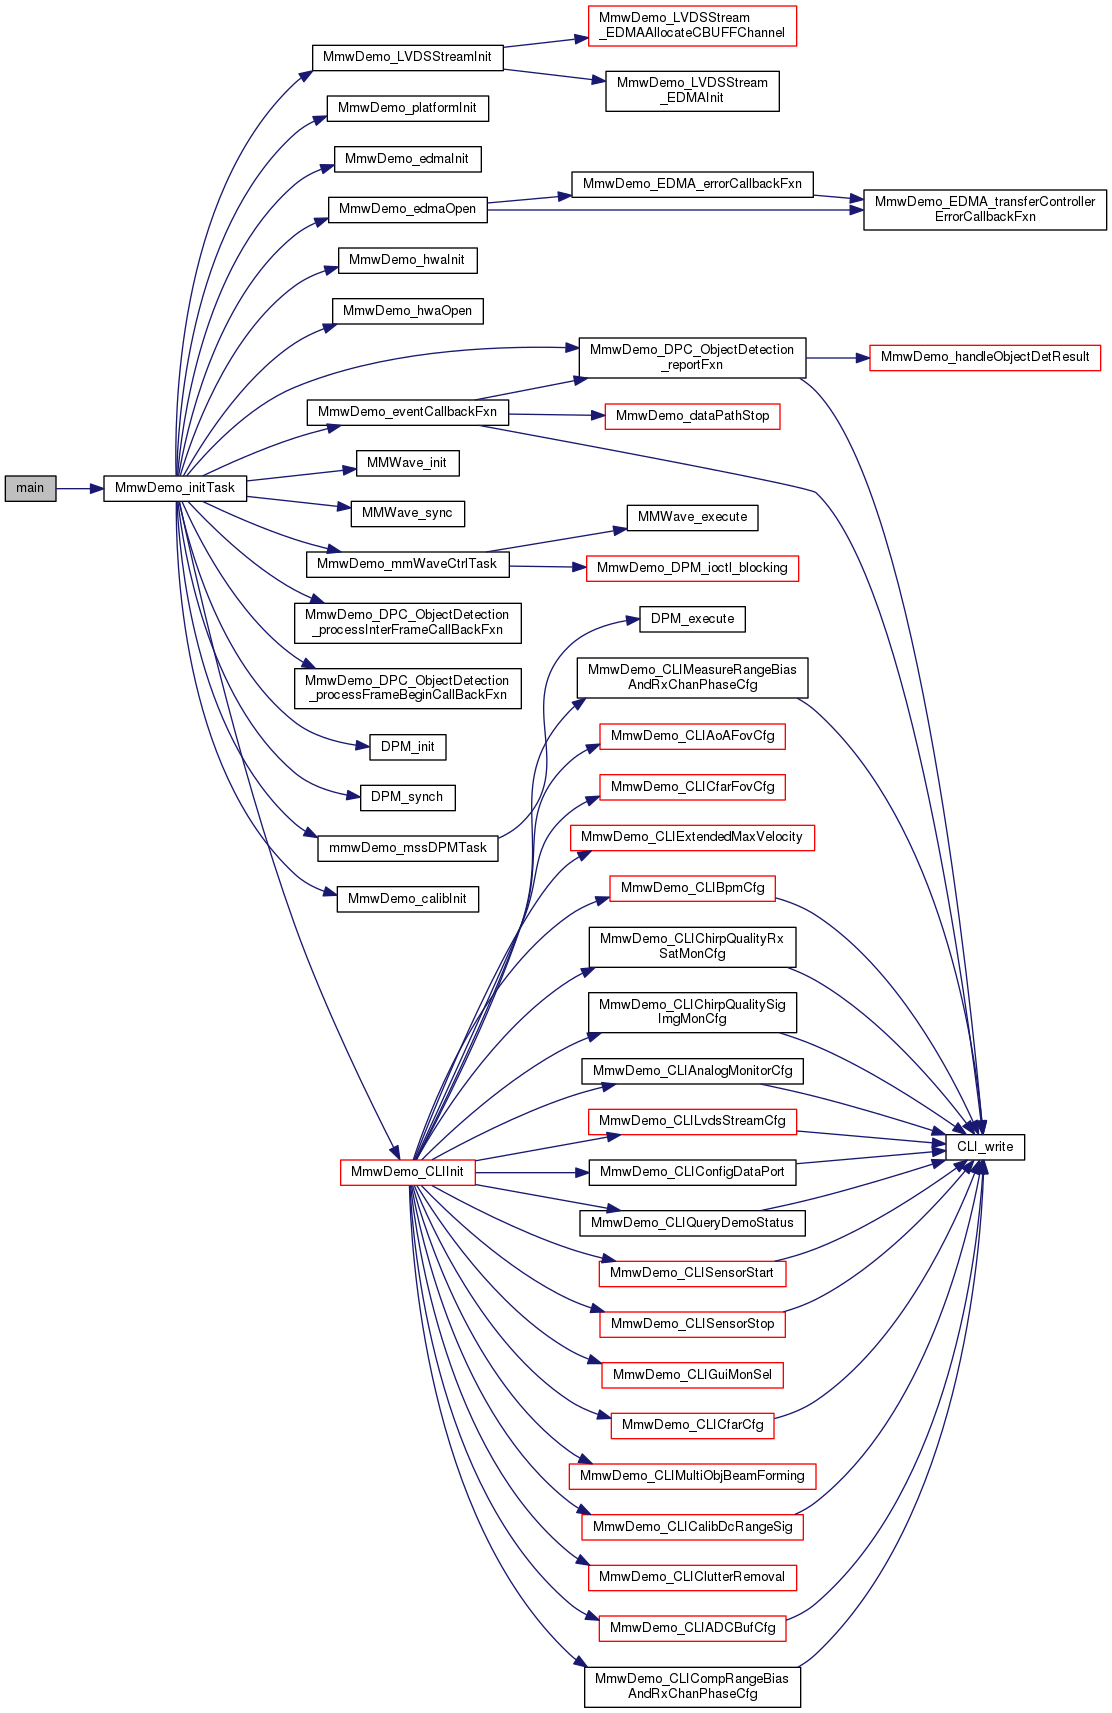 MmwDemo_LVDSStream
_EDMAAllocateCBUFFChannel
MmwDemo_LVDSStreamInit
MmwDemo_LVDSStream
_EDMAInit
MmwDemo_platformInit
MmwDemo_edmaInit
MmwDemo_EDMA_errorCallbackFxn
MmwDemo_edmaOpen
MmwDemo_EDMA_transferController
ErrorCallbackFxn
MmwDemo_hwaInit
MmwDemo_hwaOpen
MmwDemo_DPC_ObjectDetection
_reportFxn
MmwDemo_handleObjectDetResult
MmwDemo_eventCallbackFxn
MmwDemo_dataPathStop
MMWave_init
main
MmwDemo_initTask
MMWave_sync
MMWave_execute
MmwDemo_mmWaveCtrlTask
MmwDemo_DPM_ioctl_blocking
MmwDemo_DPC_ObjectDetection
_processInterFrameCallBackFxn
DPM_execute
MmwDemo_DPC_ObjectDetection
_processFrameBeginCallBackFxn
MmwDemo_CLIMeasureRangeBias
AndRxChanPhaseCfg
DPM_init
MmwDemo_CLIAoAFovCfg
DPM_synch
MmwDemo_CLICfarFovCfg
mmwDemo_mssDPMTask
MmwDemo_CLIExtendedMaxVelocity
MmwDemo_calibInit
MmwDemo_CLIBpmCfg
MmwDemo_CLIChirpQualityRx
SatMonCfg
MmwDemo_CLIChirpQualitySig
ImgMonCfg
MmwDemo_CLIAnalogMonitorCfg
MmwDemo_CLILvdsStreamCfg
CLI_write
MmwDemo_CLIInit
MmwDemo_CLIConfigDataPort
MmwDemo_CLIQueryDemoStatus
MmwDemo_CLISensorStart
MmwDemo_CLISensorStop
MmwDemo_CLIGuiMonSel
MmwDemo_CLICfarCfg
MmwDemo_CLIMultiObjBeamForming
MmwDemo_CLICalibDcRangeSig
MmwDemo_CLIClutterRemoval
MmwDemo_CLIADCBufCfg
MmwDemo_CLICompRangeBias
AndRxChanPhaseCfg